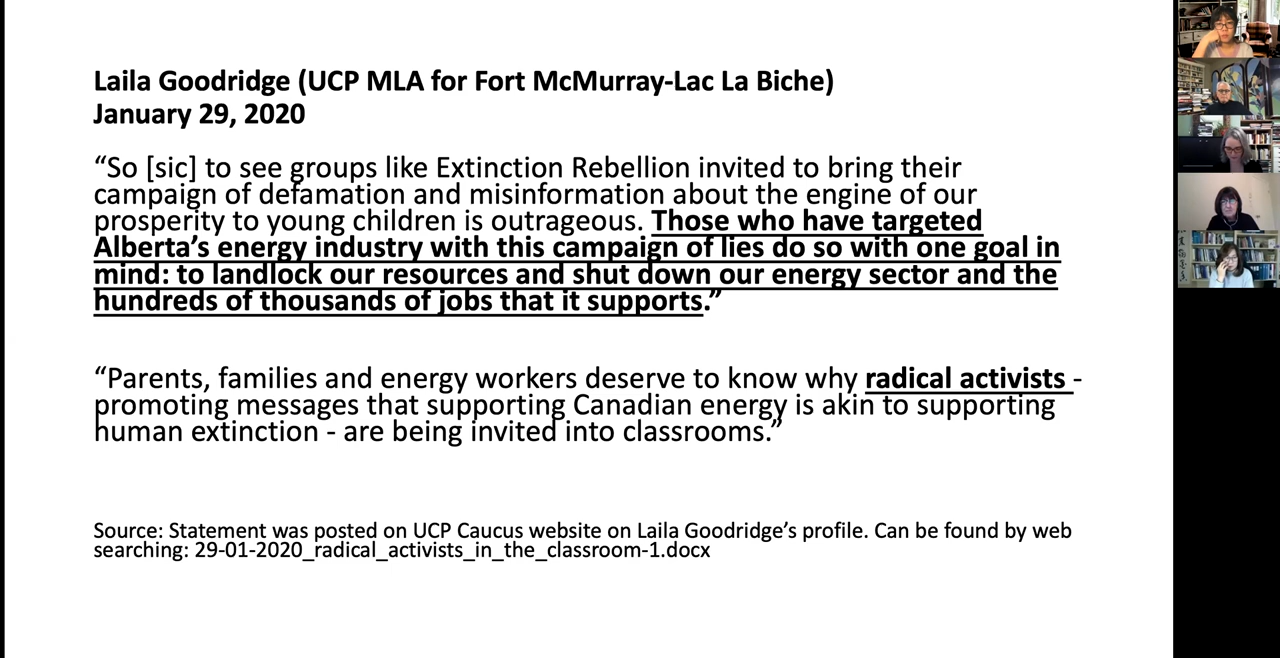 Laila Goodridge (UCP MLA for Fort McMurray-Lac La Biche)
January 29, 2020
“So [sic] to see groups like Extinction Rebellion invited to bring their
campaign of defamation and misinformation about the engine of our
prosperity to young children is outrageous. Those who have targeted
Alberta’s energy industry with this campaign of lies do so with one goal in
mind: to landlock our resources and shut down our energy sector and the
hundreds of thousands of jobs that it supports.”
“Parents, families and energy workers deserve to know why radical activists -
promoting messages that supporting Canadian energy is akin to supporting
human extinction - are being invited into classrooms.”
Source: Statement was posted on UCP Caucus website on Laila Goodridge’s profile. Can be found by web
searching: 29-01-2020_radical_activists_in_the_classroom-1.docx